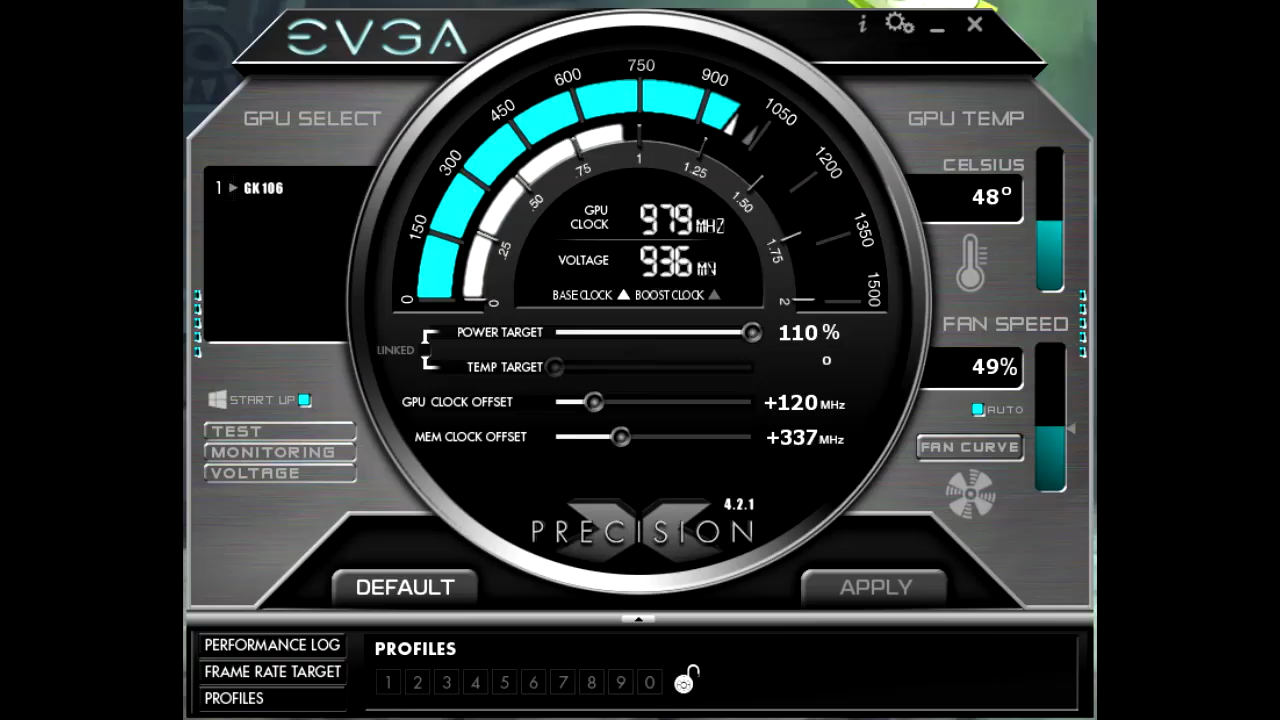 EVGA
i
GPU SELECT
1 ▶ GK106
START UP
TEST
MONITORING
VOLTAGE
0 150 300 450 600 750 900 1050 1200 1350 1500
0 .25 .50 .75 1 1.25 1.50 1.75 2
GPU CLOCK 979 MHZ
VOLTAGE 936 MV
BASE CLOCK BOOST CLOCK
LINKED
POWER TARGET 110 %
TEMP TARGET °
GPU CLOCK OFFSET +120 MHz
MEM CLOCK OFFSET +337 MHz
4.2.1
PRECISION X
GPU TEMP
CELSIUS
48°
FAN SPEED
49%
AUTO
FAN CURVE
DEFAULT
APPLY
PERFORMANCE LOG
FRAME RATE TARGET
PROFILES
PROFILES
1 2 3 4 5 6 7 8 9 0